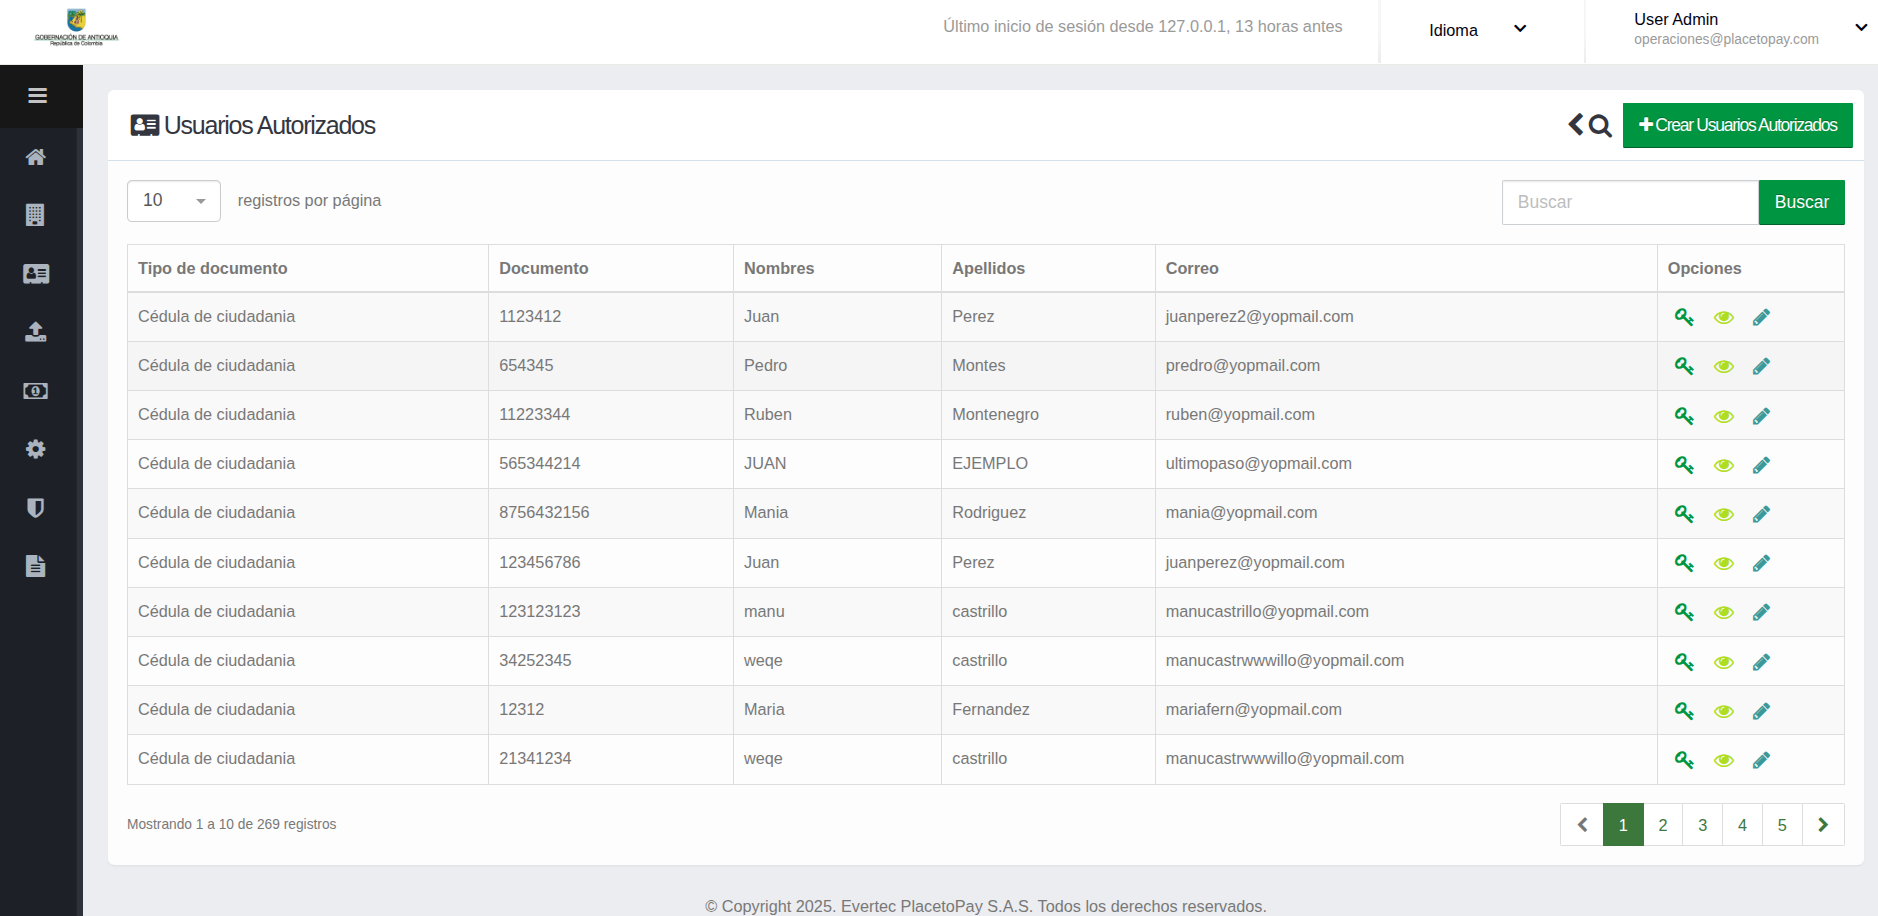 GOBERNACIÓN DE ANTIOQUIA
República de Colombia
Último inicio de sesión desde 127.0.0.1, 13 horas antes
Idioma
User Admin
operaciones@placetopay.com
Usuarios Autorizados
Crear Usuarios Autorizados
10 registros por página
Buscar Buscar
Tipo de documento Documento Nombres Apellidos Correo Opciones
Cédula de ciudadania 1123412 Juan Perez juanperez2@yopmail.com
Cédula de ciudadania 654345 Pedro Montes predro@yopmail.com
Cédula de ciudadania 11223344 Ruben Montenegro ruben@yopmail.com
Cédula de ciudadania 565344214 JUAN EJEMPLO ultimopaso@yopmail.com
Cédula de ciudadania 8756432156 Mania Rodriguez mania@yopmail.com
Cédula de ciudadania 123456786 Juan Perez juanperez@yopmail.com
Cédula de ciudadania 123123123 manu castrillo manucastrillo@yopmail.com
Cédula de ciudadania 34252345 weqe castrillo manucastrwwwillo@yopmail.com
Cédula de ciudadania 12312 Maria Fernandez mariafern@yopmail.com
Cédula de ciudadania 21341234 weqe castrillo manucastrwwwillo@yopmail.com
Mostrando 1 a 10 de 269 registros
1 2 3 4 5
© Copyright 2025. Evertec PlacetoPay S.A.S. Todos los derechos reservados.